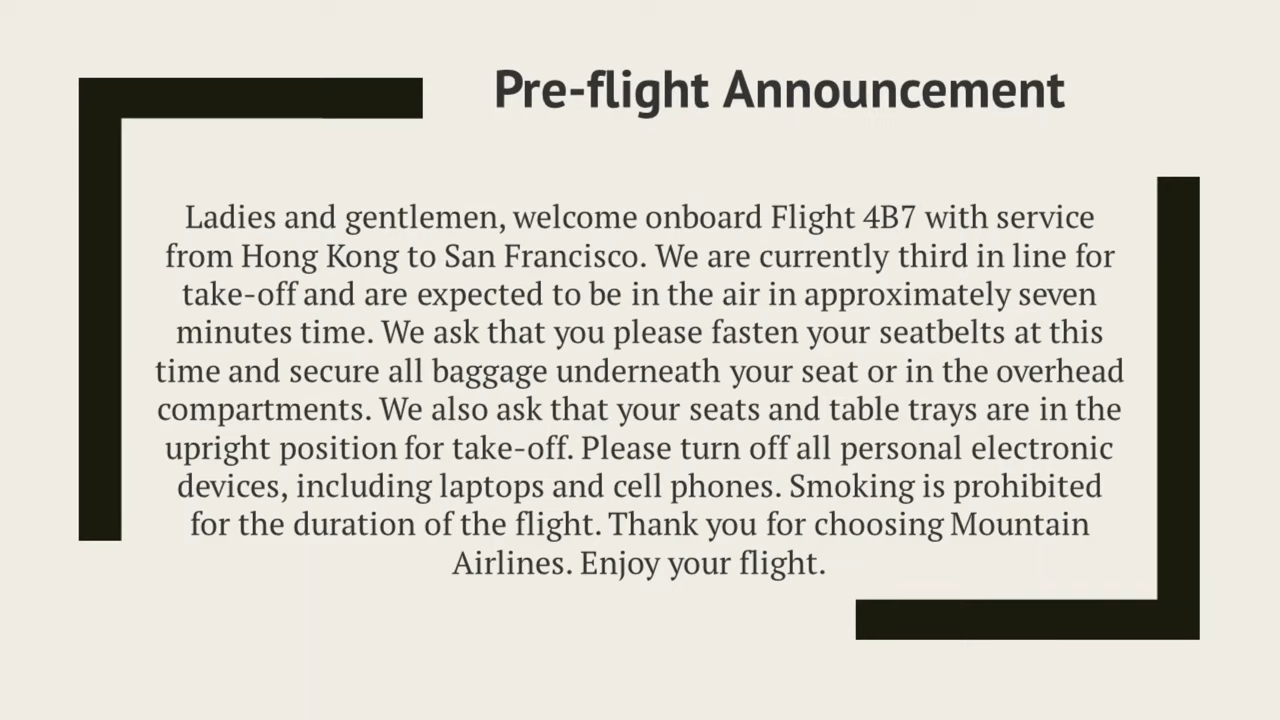 Pre-flight Announcement
Ladies and gentlemen, welcome onboard Flight 4B7 with service
from Hong Kong to San Francisco. We are currently third in line for
take-off and are expected to be in the air in approximately seven
minutes time. We ask that you please fasten your seatbelts at this
time and secure all baggage underneath your seat or in the overhead
compartments. We also ask that your seats and table trays are in the
upright position for take-off. Please turn off all personal electronic
devices, including laptops and cell phones. Smoking is prohibited
for the duration of the flight. Thank you for choosing Mountain
Airlines. Enjoy your flight.